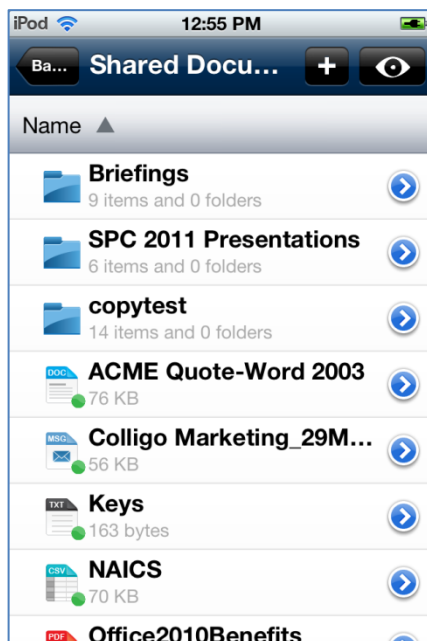 iPod 12:55 PM
Ba... Shared Docu... +
Name
Briefings
9 items and 0 folders
SPC 2011 Presentations
6 items and 0 folders
copytest
14 items and 0 folders
DOC ACME Quote-Word 2003
76 KB
MSG Colligo Marketing_29M...
56 KB
TXT Keys
163 bytes
CSV NAICS
70 KB
PDF Office2010Benefits